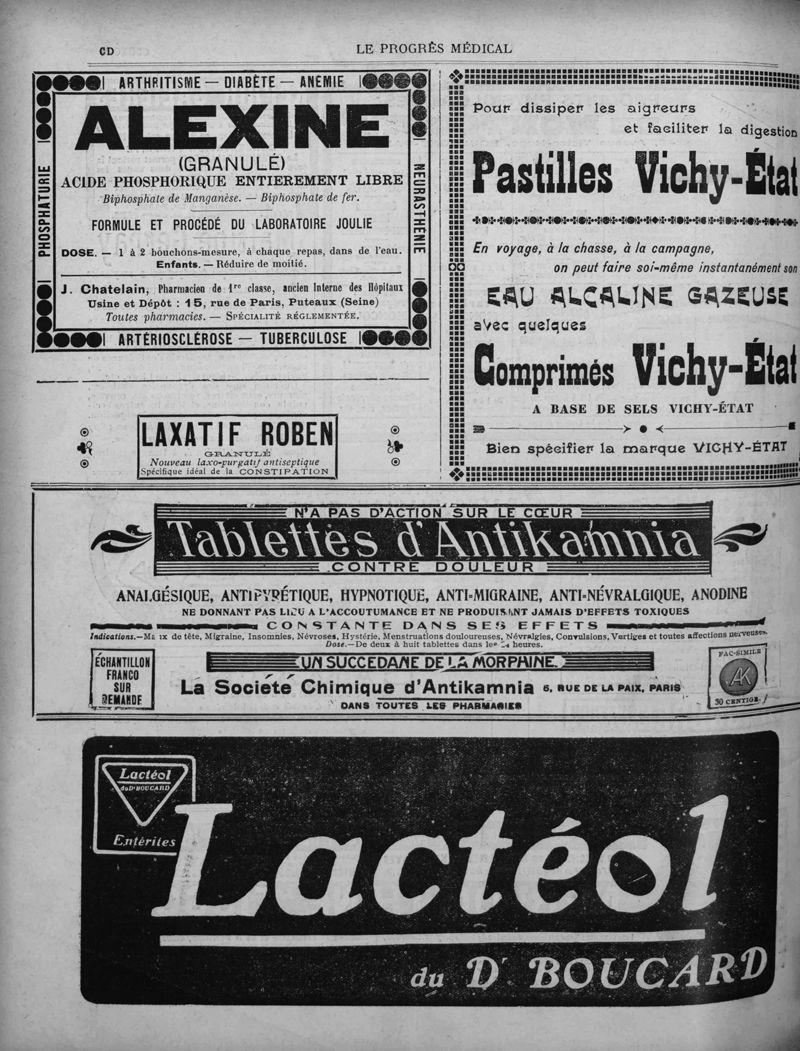 CD
LE PROGRÈS MÉDICAL
ARTHRITISME — DIABÈTE — ANÉMIE
PHOSPHATURIE
NEURASTHÉNIE
ALEXINE
(GRANULÉ)
ACIDE PHOSPHORIQUE ENTIEREMENT LIBRE
Biphosphate de Manganèse. — Biphosphate de fer.
FORMULE ET PROCÉDÉ DU LABORATOIRE JOULIE
DOSE. — 1 à 2 bouchons-mesure, à chaque repas, dans de l'eau.
Enfants. — Réduire de moitié.
J. Chatelain, Pharmacien de 1re classe, ancien Interne des Hôpitaux
Usine et Dépôt : 15, rue de Paris, Puteaux (Seine)
Toutes pharmacies. — SPÉCIALITÉ RÉGLEMENTÉE.
ARTÉRIOSCLÉROSE — TUBERCULOSE
Pour dissiper les aigreurs
et faciliter la digestion
Pastilles Vichy-État
En voyage, à la chasse, à la campagne,
on peut faire soi-même instantanément son
EAU ALCALINE GAZEUSE
avec quelques
Comprimés Vichy-État
A BASE DE SELS VICHY-ÉTAT
Bien spécifier la marque VICHY-ÉTAT
LAXATIF ROBEN
GRANULÉ
Nouveau laxo-purgatif antiseptique
Spécifique idéal de la CONSTIPATION
N'A PAS D'ACTION SUR LE CŒUR
Tablettes d'Antikamnia
CONTRE DOULEUR
ANALGÉSIQUE, ANTIPYRÉTIQUE, HYPNOTIQUE, ANTI-MIGRAINE, ANTI-NÉVRALGIQUE, ANODINE
NE DONNANT PAS LIEU A L'ACCOUTUMANCE ET NE PRODUISANT JAMAIS D'EFFETS TOXIQUES
CONSTANTE DANS SES EFFETS
Indications.—Maux de tête, Migraine, Insomnies, Névroses, Hystérie, Menstruations douloureuses, Névralgies, Convulsions, Vertiges et toutes affections nerveuses.
Dose.—De deux à huit tablettes dans les 24 heures.
ÉCHANTILLON
FRANCO
SUR
DEMANDE
UN SUCCÉDANÉ DE LA MORPHINE.
La Société Chimique d'Antikamnia 5, RUE DE LA PAIX, PARIS
DANS TOUTES LES PHARMACIES
FAC-SIMILE
AK
30 CENTIGR.
Lactéol
du Dr BOUCARD
Entérites
Lactéol
du Dr BOUCARD